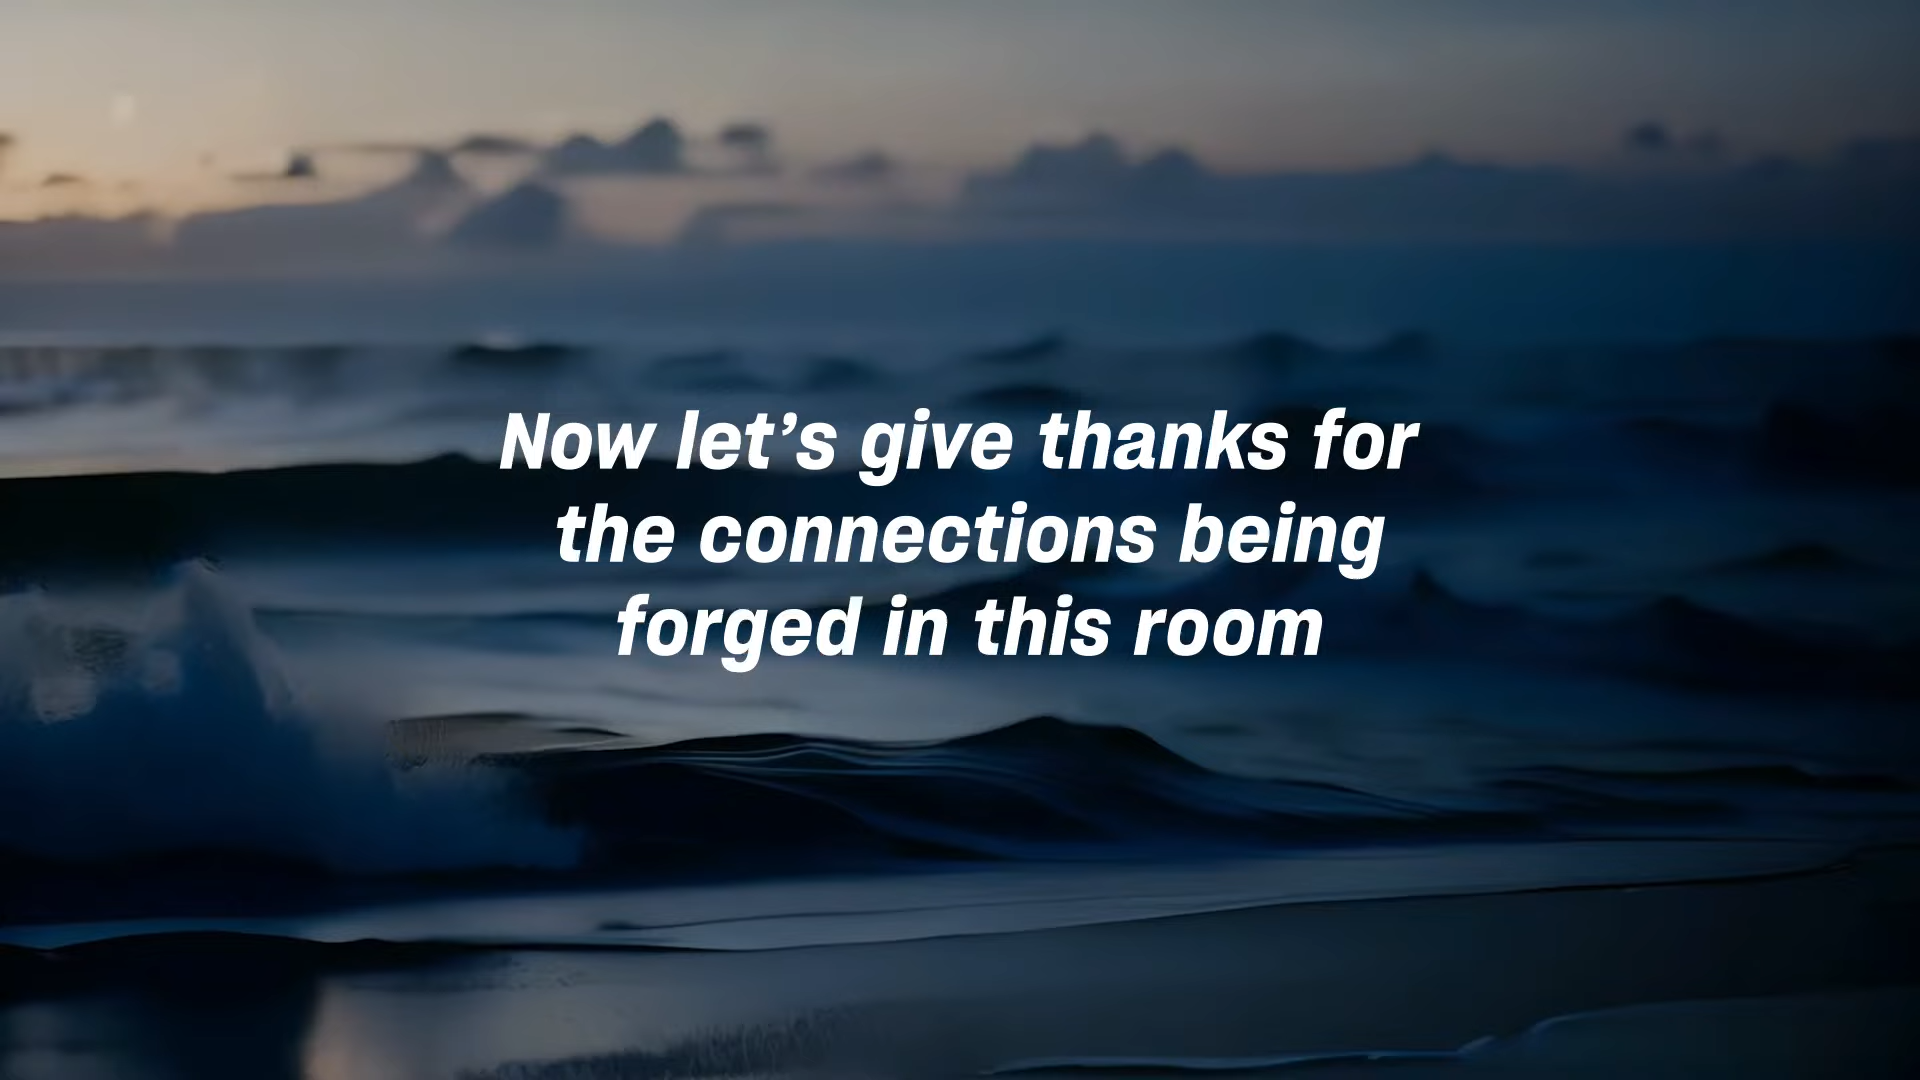 Now let’s give thanks for
the connections being
forged in this room